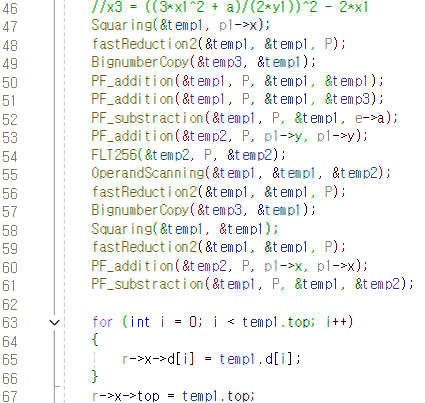 46 //x3 = ((3*x1^2 + a)/(2*y1))^2 - 2*x1
47 Squaring(&temp1, p1->x);
48 fastReduction2(&temp1, &temp1, P);
49 BignumberCopy(&temp3, &temp1);
50 PF_addition(&temp1, P, &temp1, &temp1);
51 PF_addition(&temp1, P, &temp1, &temp3);
52 PF_substraction(&temp1, P, &temp1, e->a);
53 PF_addition(&temp2, P, p1->y, p1->y);
54 FLT256(&temp2, P, &temp2);
55 OperandScanning(&temp1, &temp1, &temp2);
56 fastReduction2(&temp1, &temp1, P);
57 BignumberCopy(&temp3, &temp1);
58 Squaring(&temp1, &temp1);
59 fastReduction2(&temp1, &temp1, P);
60 PF_addition(&temp2, P, p1->x, p1->x);
61 PF_substraction(&temp1, P, &temp1, &temp2);
62
63 for (int i = 0; i < temp1.top; i++)
64 {
65 r->x->d[i] = temp1.d[i];
66 }
67 r->x->top = temp1.top;